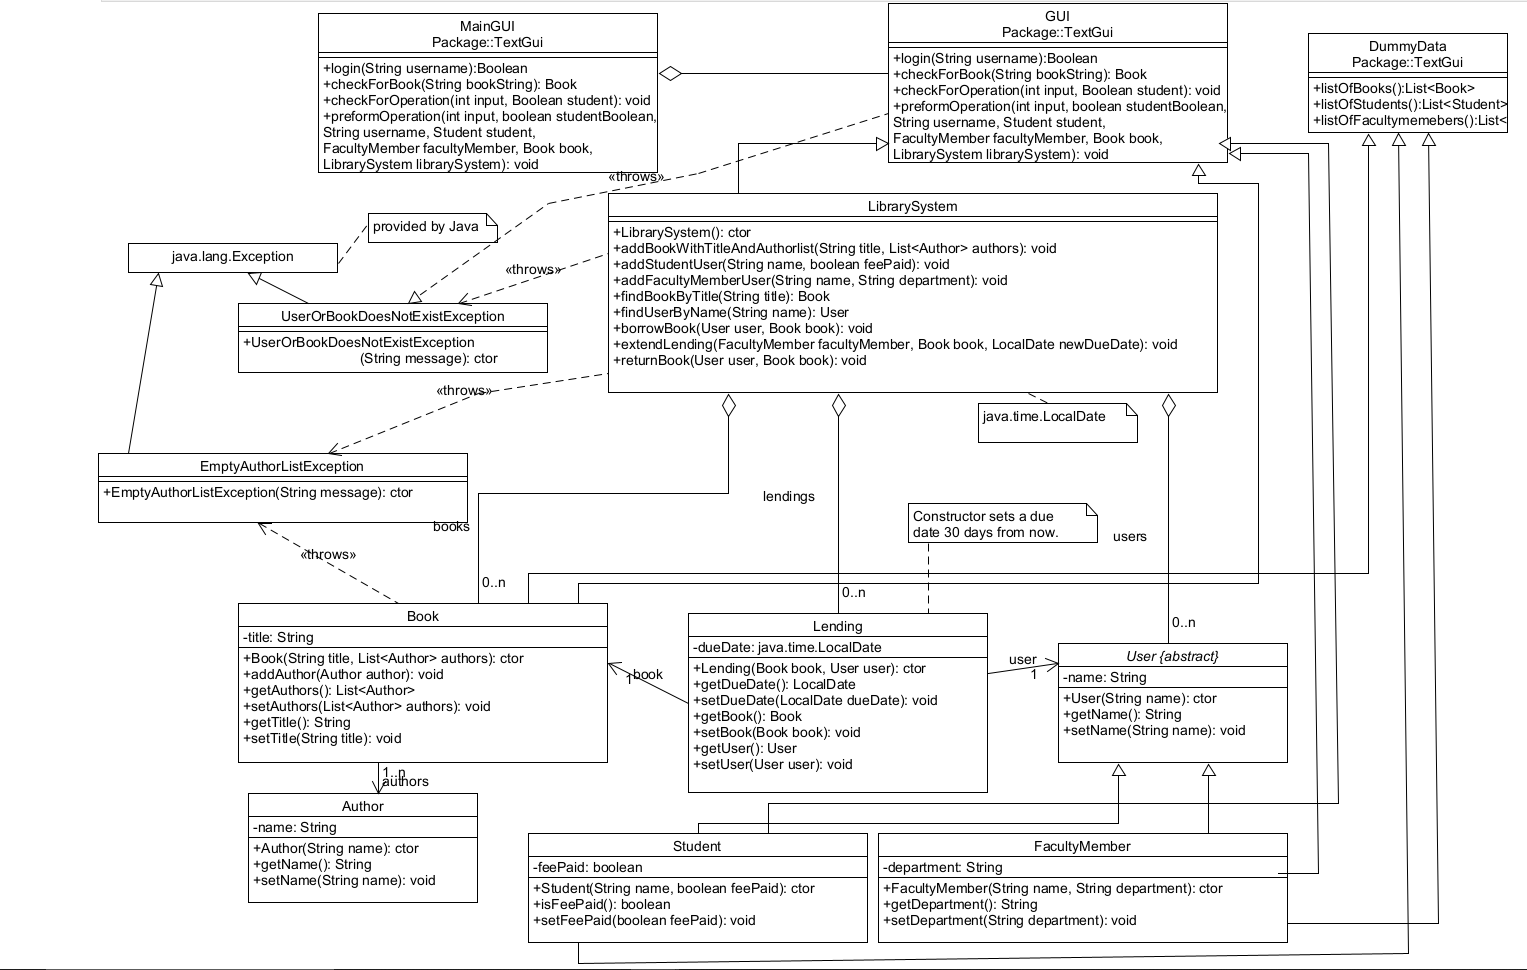 MainGUI
Package::TextGui
+login(String username):Boolean
+checkForBook(String bookString): Book
+checkForOperation(int input, Boolean student): void
+preformOperation(int input, boolean studentBoolean,
String username, Student student,
FacultyMember facultyMember, Book book,
LibrarySystem librarySystem): void
GUI
Package::TextGui
+login(String username):Boolean
+checkForBook(String bookString): Book
+checkForOperation(int input, Boolean student): void
+preformOperation(int input, boolean studentBoolean,
String username, Student student,
FacultyMember facultyMember, Book book,
LibrarySystem librarySystem): void
DummyData
Package::TextGui
+listOfBooks():List<Book>
+listOfStudents():List<Student>
+listOfFacultymemebers():List<
«throws»
provided by Java
java.lang.Exception
«throws»
UserOrBookDoesNotExistException
+UserOrBookDoesNotExistException
(String message): ctor
LibrarySystem
+LibrarySystem(): ctor
+addBookWithTitleAndAuthorlist(String title, List<Author> authors): void
+addStudentUser(String name, boolean feePaid): void
+addFacultyMemberUser(String name, String department): void
+findBookByTitle(String title): Book
+findUserByName(String name): User
+borrowBook(User user, Book book): void
+extendLending(FacultyMember facultyMember, Book book, LocalDate newDueDate): void
+returnBook(User user, Book book): void
«throws»
java.time.LocalDate
EmptyAuthorListException
+EmptyAuthorListException(String message): ctor
books
lendings
Constructor sets a due
date 30 days from now.
users
«throws»
0..n
0..n
0..n
Book
-title: String
+Book(String title, List<Author> authors): ctor
+addAuthor(Author author): void
+getAuthors(): List<Author>
+setAuthors(List<Author> authors): void
+getTitle(): String
+setTitle(String title): void
book
1
Lending
-dueDate: java.time.LocalDate
+Lending(Book book, User user): ctor
+getDueDate(): LocalDate
+setDueDate(LocalDate dueDate): void
+getBook(): Book
+setBook(Book book): void
+getUser(): User
+setUser(User user): void
user
1
User {abstract}
-name: String
+User(String name): ctor
+getName(): String
+setName(String name): void
1..n
authors
Author
-name: String
+Author(String name): ctor
+getName(): String
+setName(String name): void
Student
-feePaid: boolean
+Student(String name, boolean feePaid): ctor
+isFeePaid(): boolean
+setFeePaid(boolean feePaid): void
FacultyMember
-department: String
+FacultyMember(String name, String department): ctor
+getDepartment(): String
+setDepartment(String department): void